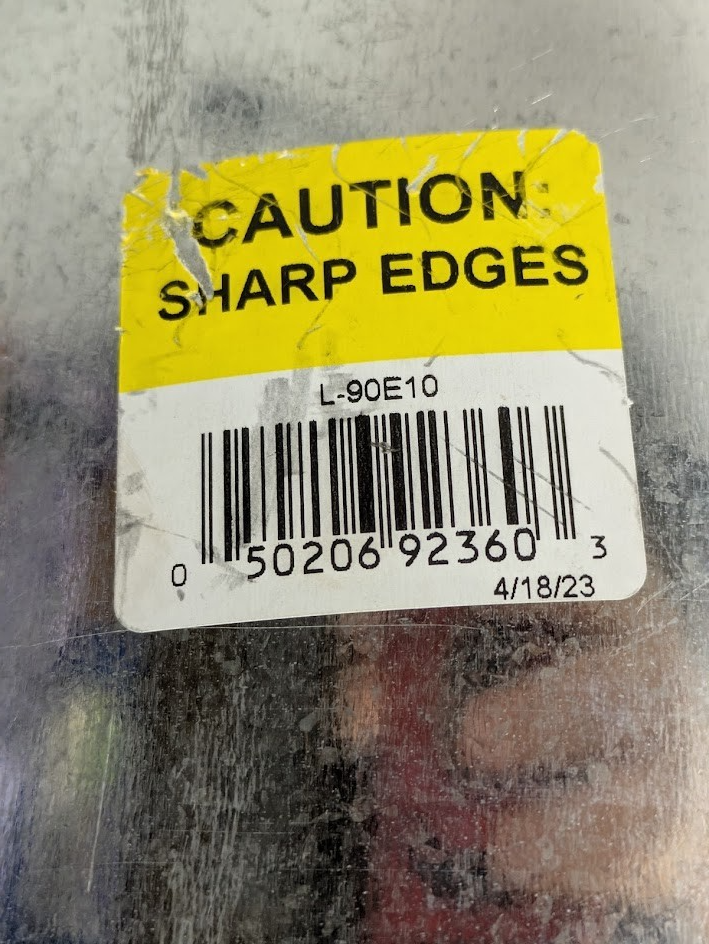 CAUTION:
SHARP EDGES
L-90E10
0 50206 92360 3
4/18/23